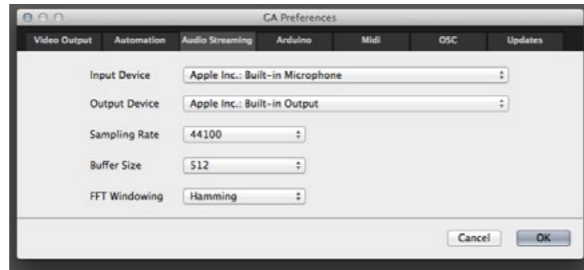 GA Preferences
Video Output Automation Audio Streaming Arduino Midi OSC Updates
Input Device Apple Inc.: Built-in Microphone
Output Device Apple Inc.: Built-in Output
Sampling Rate 44100
Buffer Size 512
FFT Windowing Hamming
Cancel OK